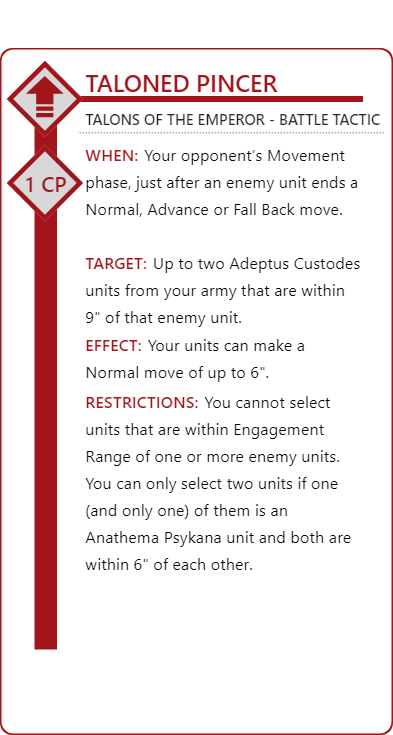 TALONED PINCER
TALONS OF THE EMPEROR - BATTLE TACTIC
1 CP
WHEN: Your opponent's Movement
phase, just after an enemy unit ends a
Normal, Advance or Fall Back move.
TARGET: Up to two Adeptus Custodes
units from your army that are within
9" of that enemy unit.
EFFECT: Your units can make a
Normal move of up to 6".
RESTRICTIONS: You cannot select
units that are within Engagement
Range of one or more enemy units.
You can only select two units if one
(and only one) of them is an
Anathema Psykana unit and both are
within 6" of each other.